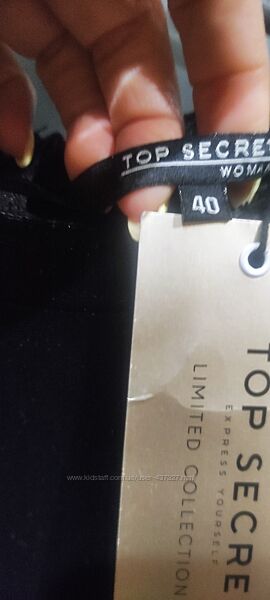 TOP SECRET
WOMA
40
TOP SECRE
EXPRESS YOURSELF
LIMITED COLLECTION